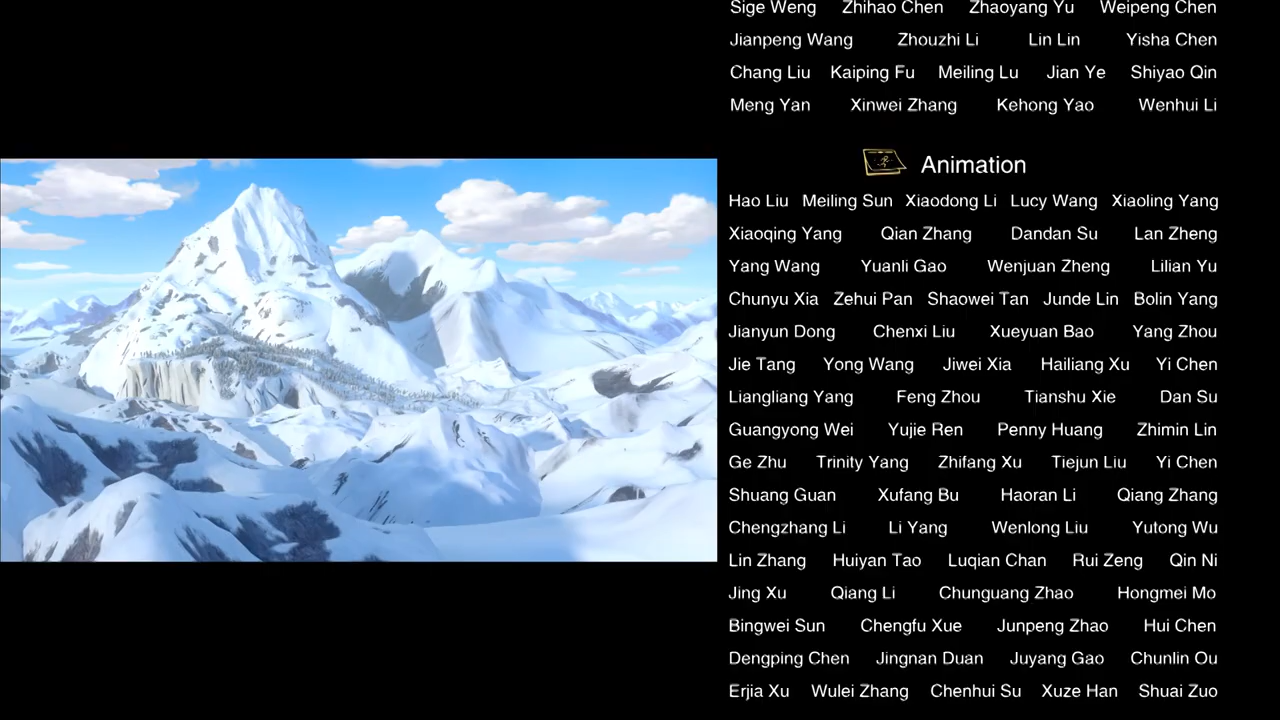 Sige Weng Zhihao Chen Zhaoyang Yu Weipeng Chen
Jianpeng Wang Zhouzhi Li Lin Lin Yisha Chen
Chang Liu Kaiping Fu Meiling Lu Jian Ye Shiyao Qin
Meng Yan Xinwei Zhang Kehong Yao Wenhui Li
Animation
Hao Liu Meiling Sun Xiaodong Li Lucy Wang Xiaoling Yang
Xiaoqing Yang Qian Zhang Dandan Su Lan Zheng
Yang Wang Yuanli Gao Wenjuan Zheng Lilian Yu
Chunyu Xia Zehui Pan Shaowei Tan Junde Lin Bolin Yang
Jianyun Dong Chenxi Liu Xueyuan Bao Yang Zhou
Jie Tang Yong Wang Jiwei Xia Hailiang Xu Yi Chen
Liangliang Yang Feng Zhou Tianshu Xie Dan Su
Guangyong Wei Yujie Ren Penny Huang Zhimin Lin
Ge Zhu Trinity Yang Zhifang Xu Tiejun Liu Yi Chen
Shuang Guan Xufang Bu Haoran Li Qiang Zhang
Chengzhang Li Li Yang Wenlong Liu Yutong Wu
Lin Zhang Huiyan Tao Luqian Chan Rui Zeng Qin Ni
Jing Xu Qiang Li Chunguang Zhao Hongmei Mo
Bingwei Sun Chengfu Xue Junpeng Zhao Hui Chen
Dengping Chen Jingnan Duan Juyang Gao Chunlin Ou
Erjia Xu Wulei Zhang Chenhui Su Xuze Han Shuai Zuo